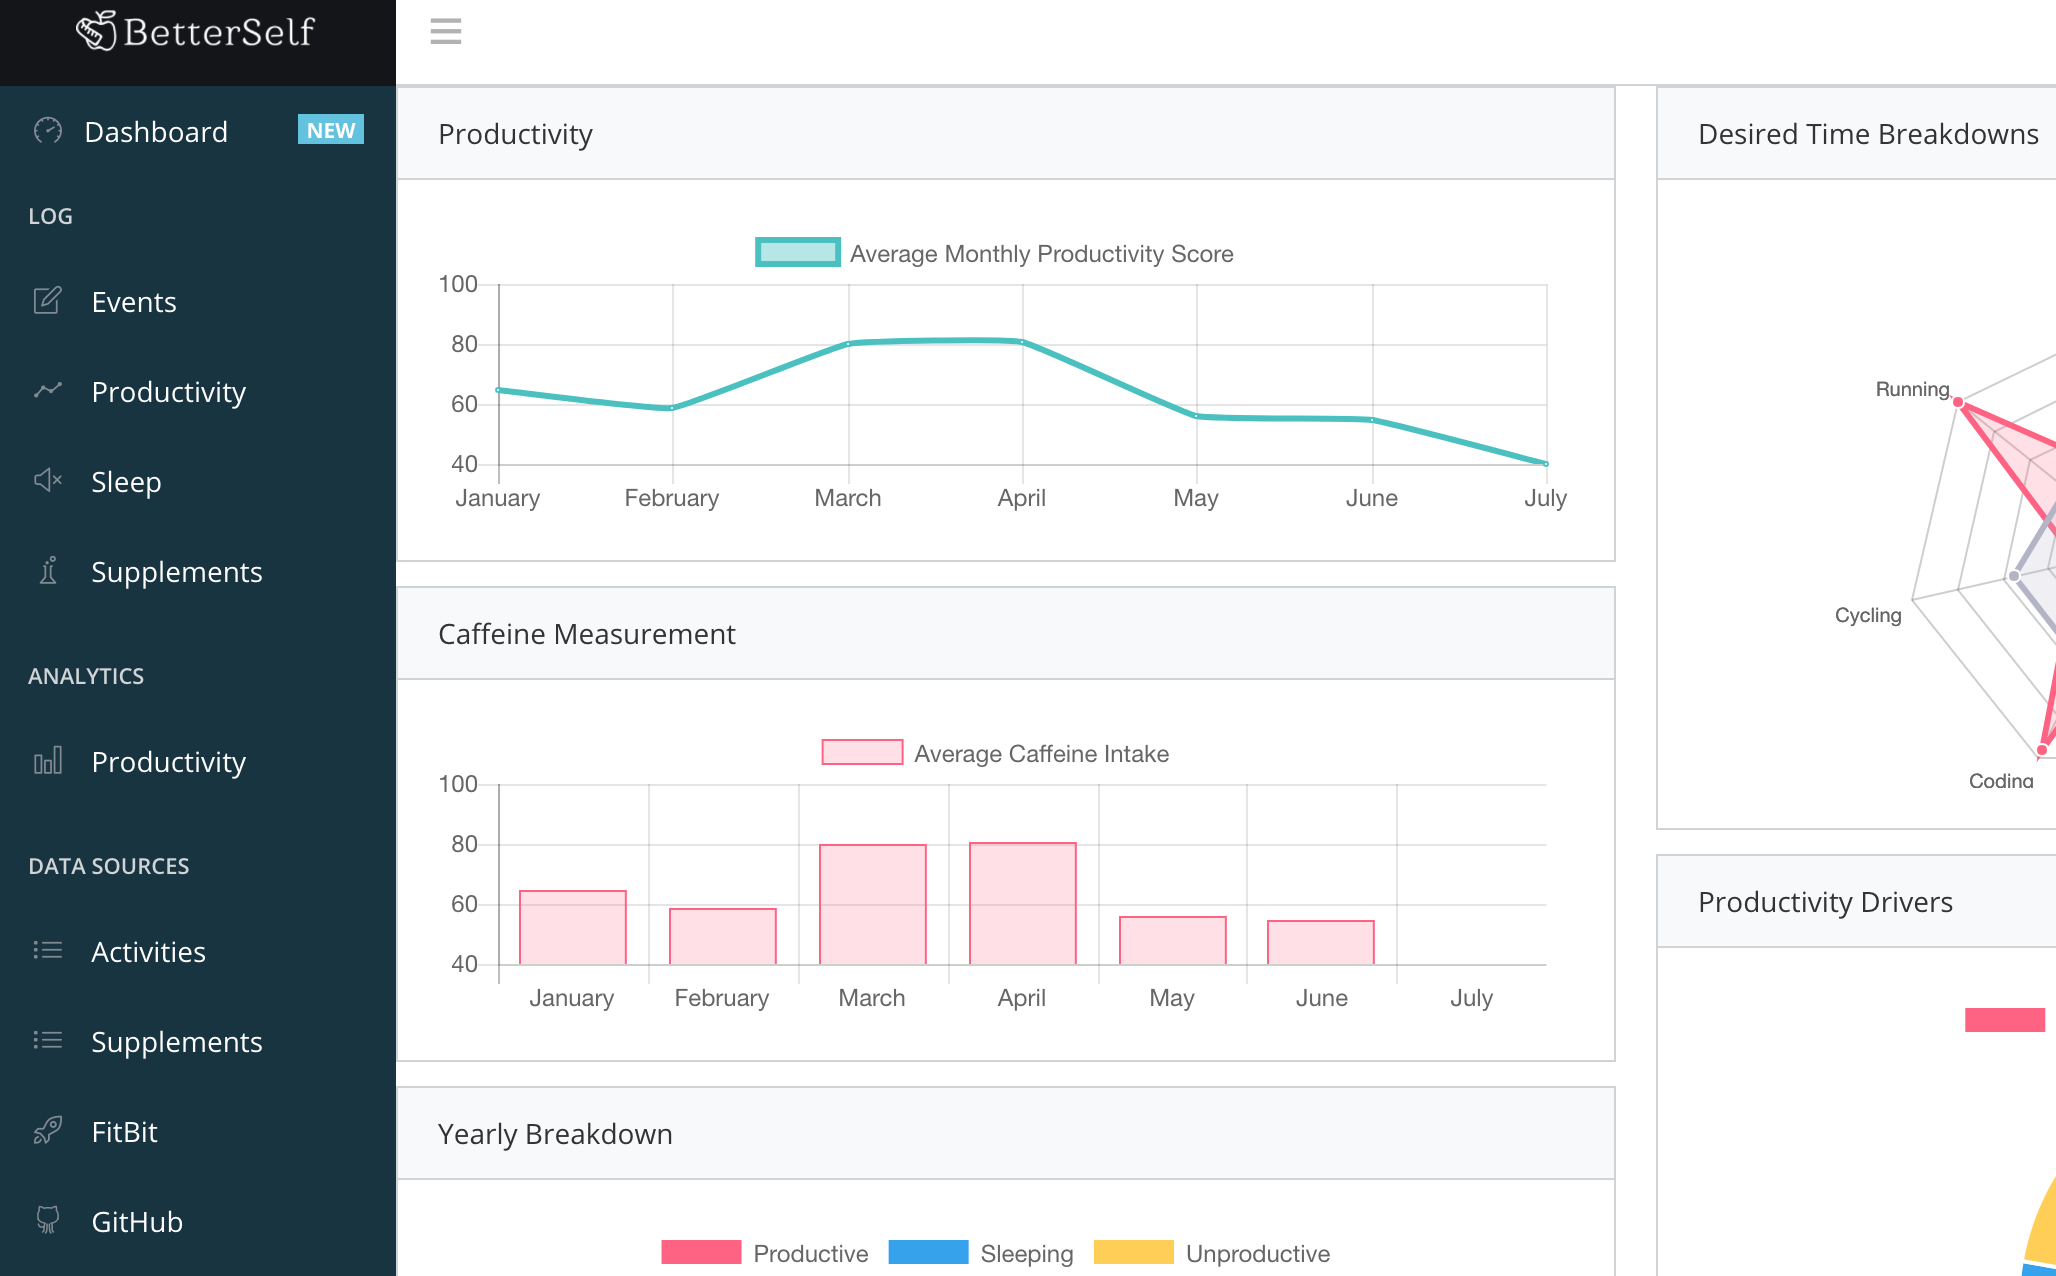 BetterSelf
Dashboard NEW
LOG
Events
Productivity
Sleep
Supplements
ANALYTICS
Productivity
DATA SOURCES
Activities
Supplements
FitBit
GitHub
Productivity
Average Monthly Productivity Score
100
80
60
40
January February March April May June July
Caffeine Measurement
Average Caffeine Intake
100
80
60
40
January February March April May June July
Yearly Breakdown
Productive Sleeping Unproductive
Desired Time Breakdowns
Running
Cycling
Coding
Productivity Drivers